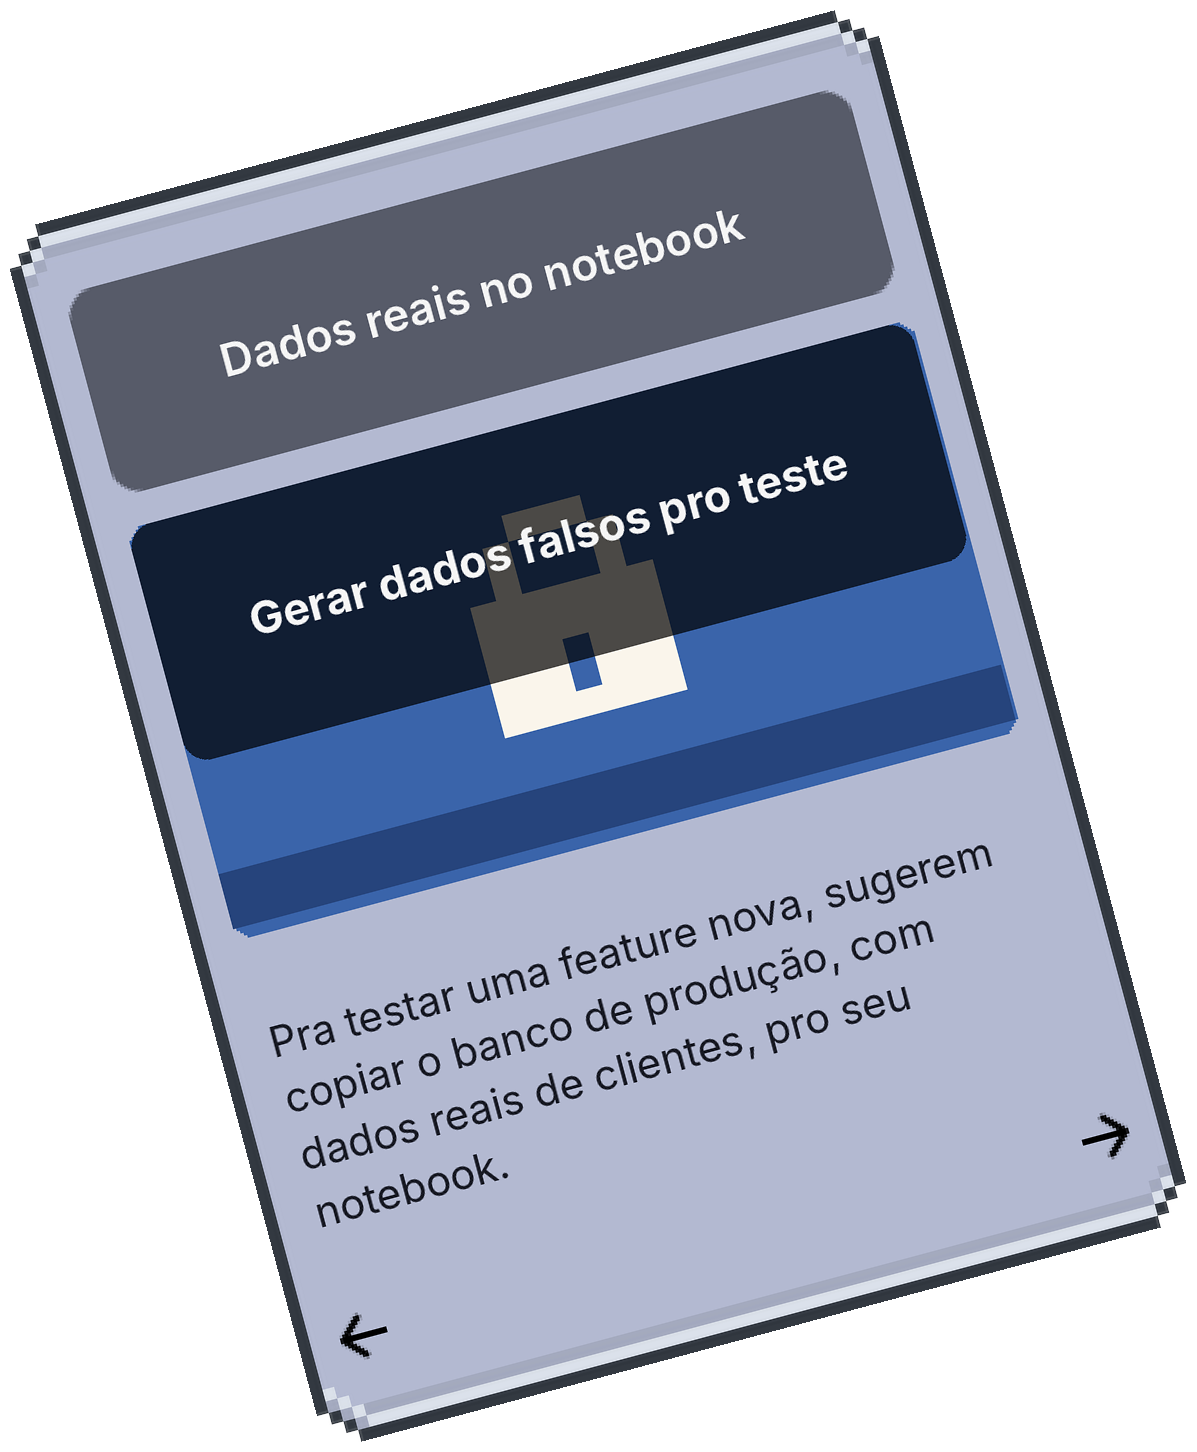 Dados reais no notebook
Gerar dados falsos pro teste
Pra testar uma feature nova, sugerem
copiar o banco de produção, com
dados reais de clientes, pro seu
notebook.